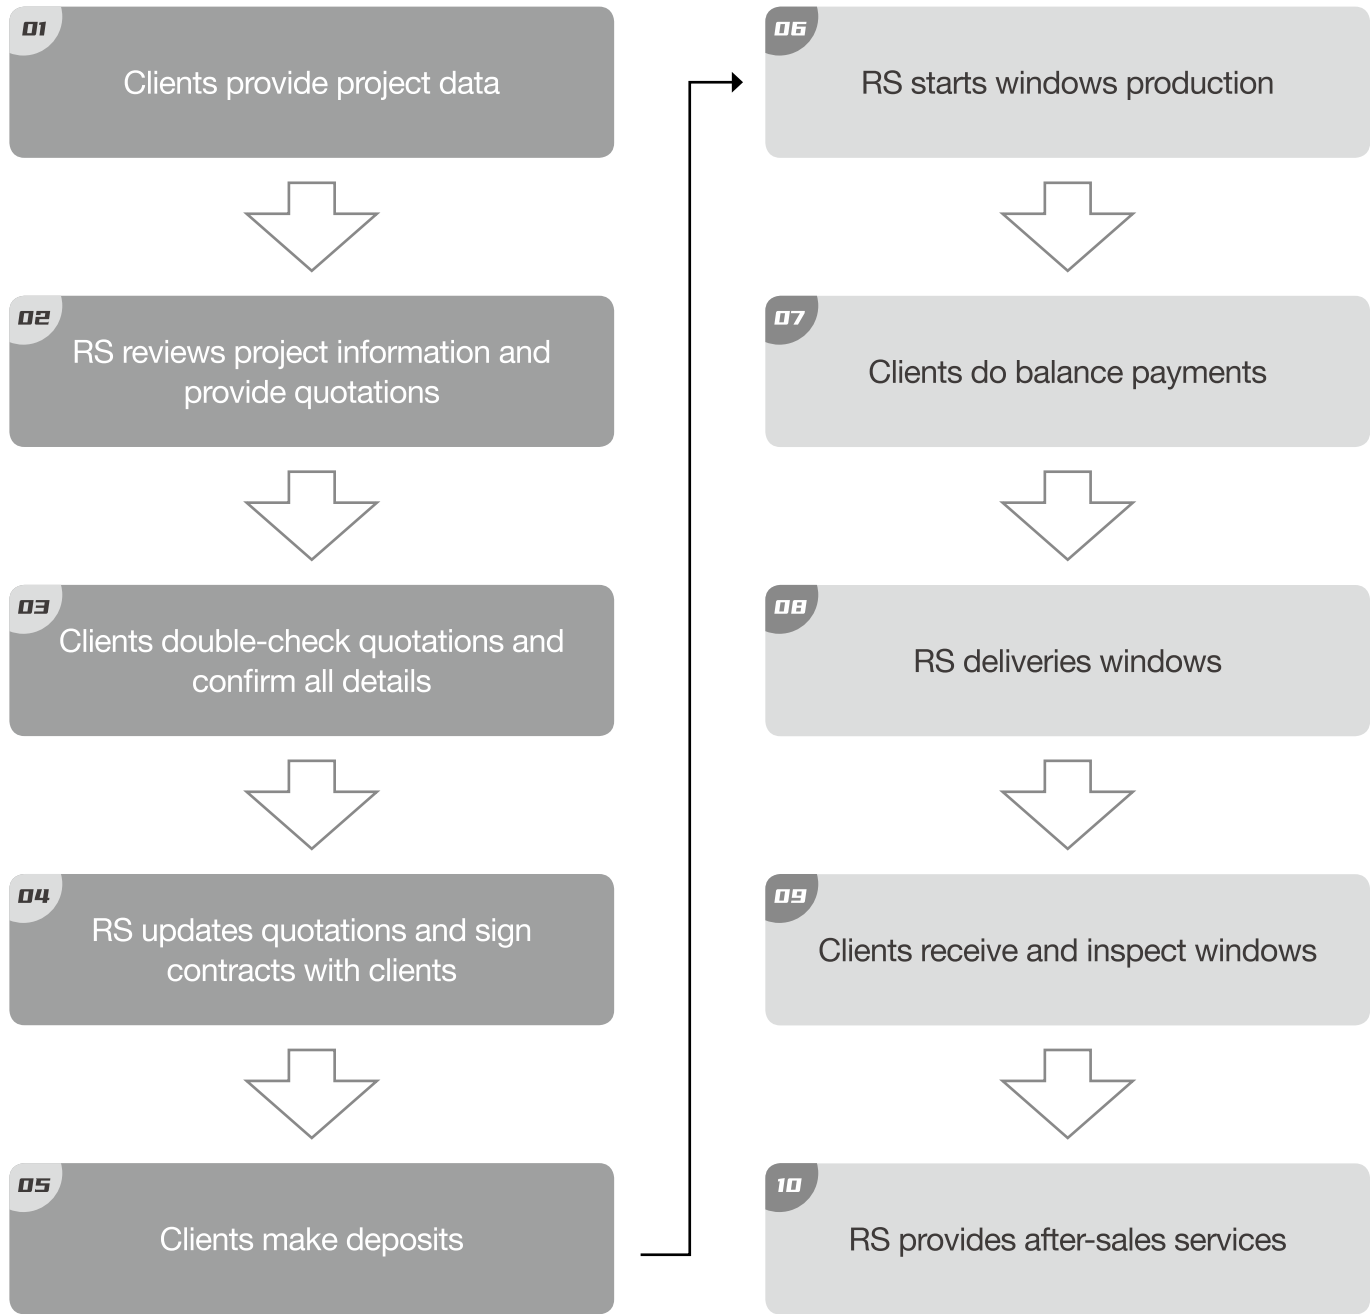 01
Clients provide project data
02
RS reviews project information and
provide quotations
03
Clients double-check quotations and
confirm all details
04
RS updates quotations and sign
contracts with clients
05
Clients make deposits
06
RS starts windows production
07
Clients do balance payments
08
RS deliveries windows
09
Clients receive and inspect windows
10
RS provides after-sales services